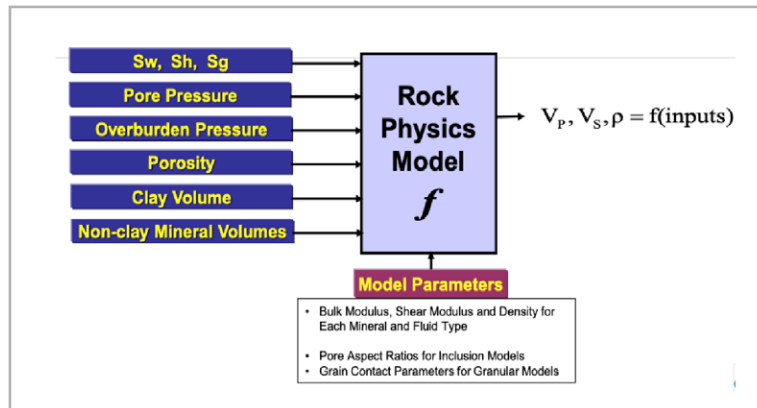 Sw, Sh, Sg
Pore Pressure
Overburden Pressure
Porosity
Clay Volume
Non-clay Mineral Volumes
Rock
Physics
Model
f
V_P, V_S, ρ = f(inputs)
Model Parameters
• Bulk Modulus, Shear Modulus and Density for
Each Mineral and Fluid Type
• Pore Aspect Ratios for Inclusion Models
• Grain Contact Parameters for Granular Models